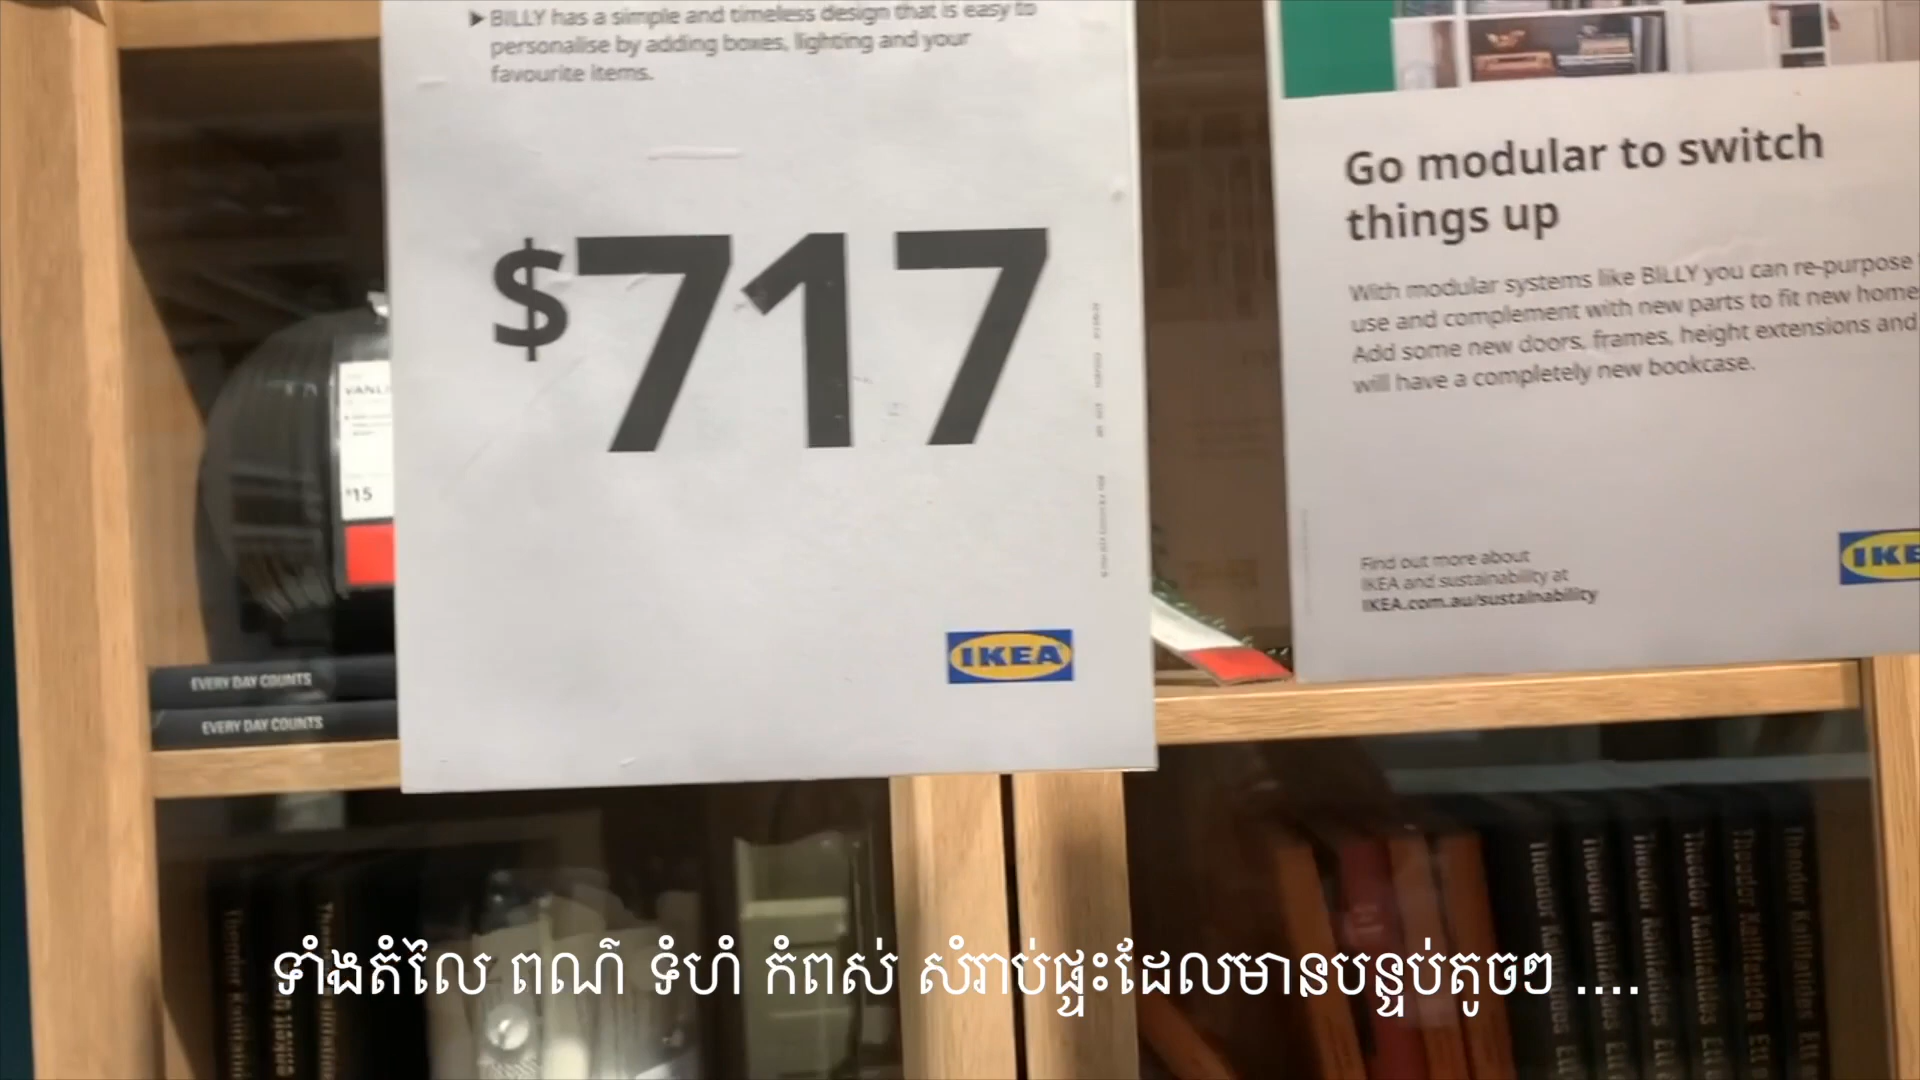 ▶ BILLY has a simple and timeless design that is easy to
personalise by adding boxes, lighting and your
favourite items.
$717
IKEA
Go modular to switch
things up
With modular systems like BILLY you can re-purpose
use and complement with new parts to fit new home
Add some new doors, frames, height extensions and
will have a completely new bookcase.
Find out more about
IKEA and sustainability at
IKEA.com.au/sustainability
IKE
$15
EVERY DAY COUNTS
EVERY DAY COUNTS
Theodor Kallifatides
ទាំងតំលៃ ពណ៌ ទំហំ កំពស់ សំរាប់ផ្ទះដែលមានបន្ទប់តូចៗ ....